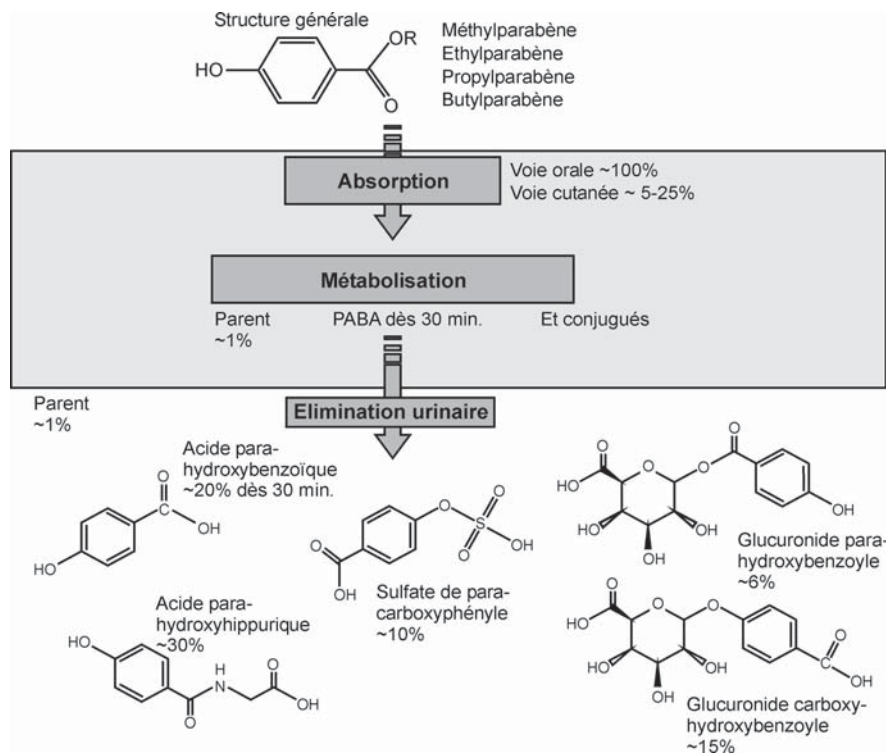 Structure générale
OR
HO
O
Méthylparabène
Ethylparabène
Propylparabène
Butylparabène
Absorption
Voie orale ~100%
Voie cutanée ~ 5-25%
Métabolisation
Parent
~1%
PABA dès 30 min.
Et conjugués
Elimination urinaire
Parent
~1%
Acide para-
hydroxybenzoïque
~20% dès 30 min.
O
C
OH
HO
O
O
S
O
OH
O
OH
Sulfate de para-
carboxyphényle
~10%
O
HO
O
O
O
OH
HO
OH
OH
Glucuronide para-
hydroxybenzoyle
~6%
Acide para-
hydroxyhippurique
~30%
HO
H
N
O
O
OH
O
HO
O
O
O
C
OH
HO
OH
OH
Glucuronide carboxy-
hydroxybenzoyle
~15%